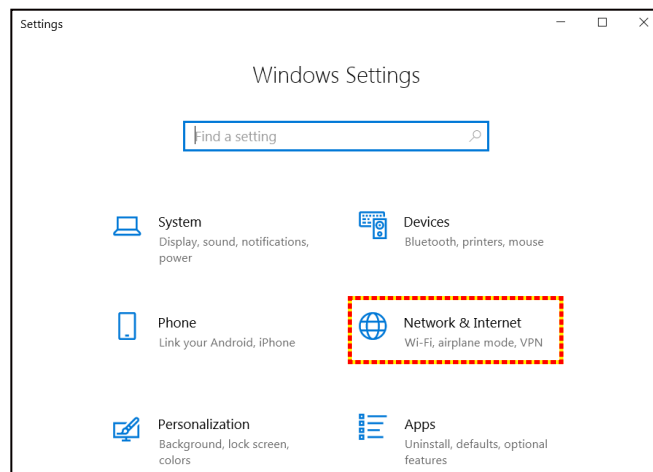 Settings
Windows Settings
Find a setting
System
Display, sound, notifications,
power
Devices
Bluetooth, printers, mouse
Phone
Link your Android, iPhone
Network & Internet
Wi-Fi, airplane mode, VPN
Personalization
Background, lock screen,
colors
Apps
Uninstall, defaults, optional
features